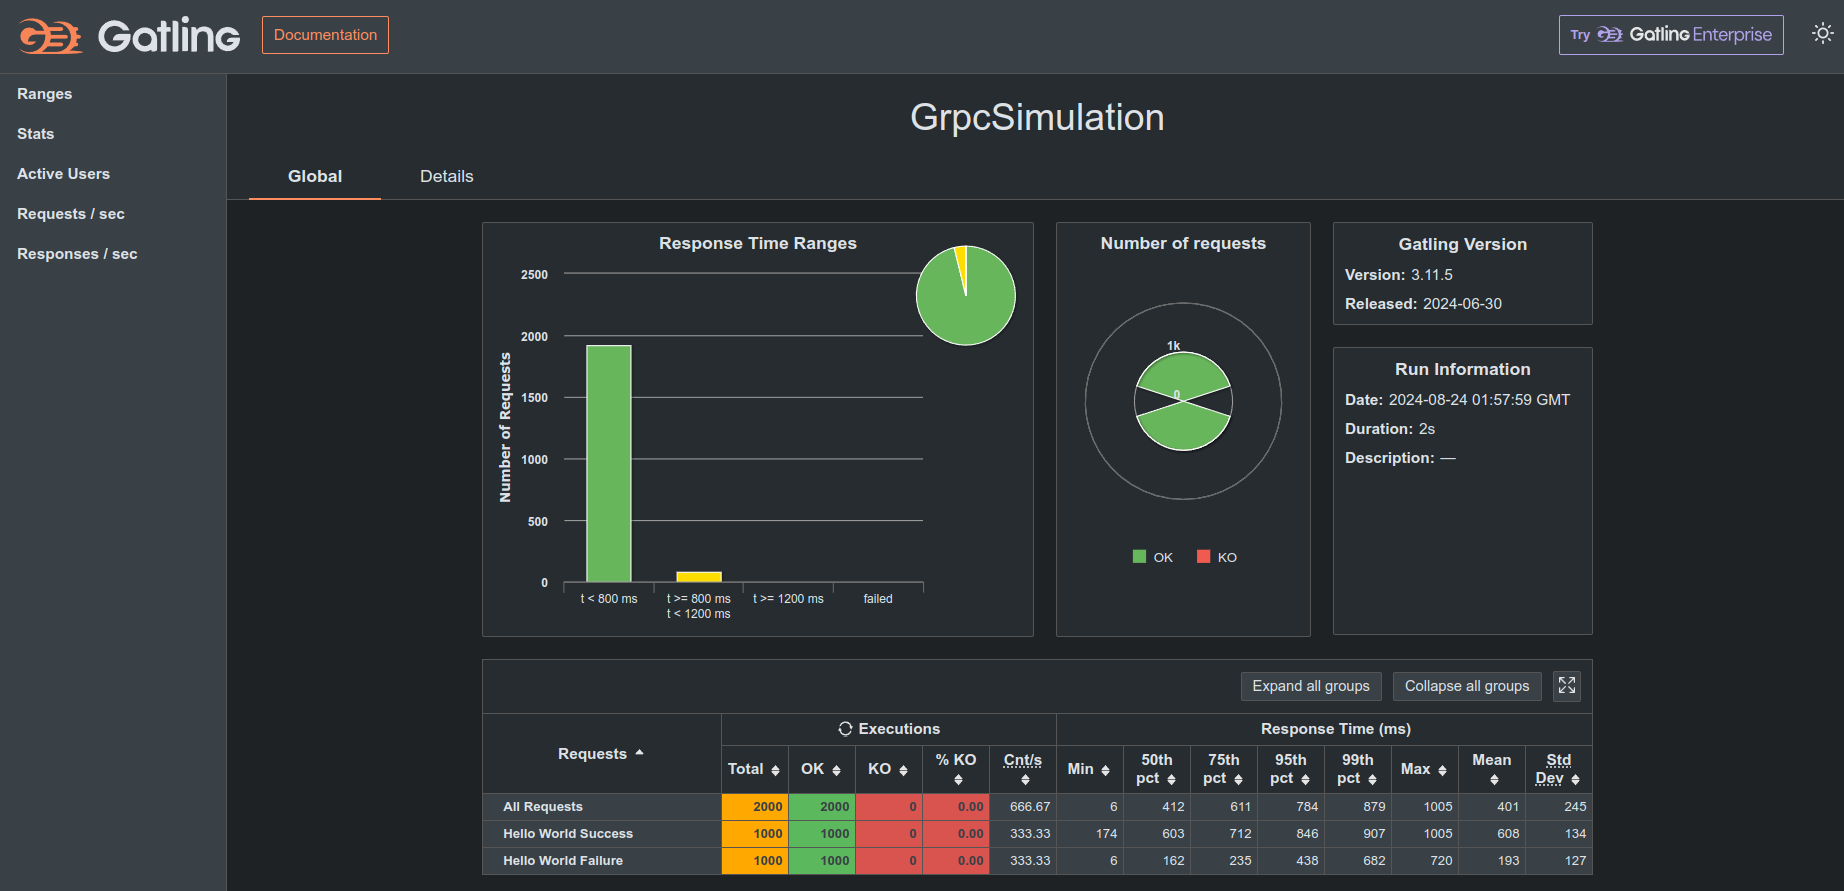 Gatling
Documentation
Try Gatling Enterprise
Ranges
Stats
Active Users
Requests / sec
Responses / sec
GrpcSimulation
Global
Details
Response Time Ranges
Number of Requests
2500
2000
1500
1000
500
0
t < 800 ms
t >= 800 ms
t < 1200 ms
t >= 1200 ms
failed
Number of requests
1k
0
OK
KO
Gatling Version
Version: 3.11.5
Released: 2024-06-30
Run Information
Date: 2024-08-24 01:57:59 GMT
Duration: 2s
Description: —
Expand all groups
Collapse all groups
Requests
Executions
Response Time (ms)
Total OK KO % KO Cnt/s Min 50th pct 75th pct 95th pct 99th pct Max Mean Std Dev
All Requests 2000 2000 0 0.00 666.67 6 412 611 784 879 1005 401 245
Hello World Success 1000 1000 0 0.00 333.33 174 603 712 846 907 1005 608 134
Hello World Failure 1000 1000 0 0.00 333.33 6 162 235 438 682 720 193 127